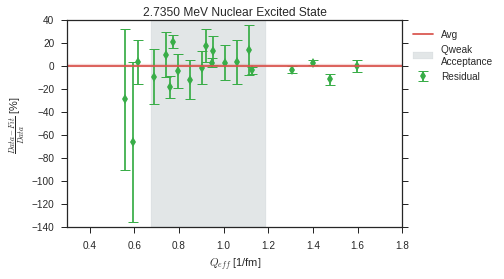 2.7350 MeV Nuclear Excited State
40
20
0
−20
−40
−60
−80
−100
−120
−140
Data−Fit
Data
[%]
0.4 0.6 0.8 1.0 1.2 1.4 1.6 1.8
Qeff [1/fm]
Avg
Qweak
Acceptance
Residual